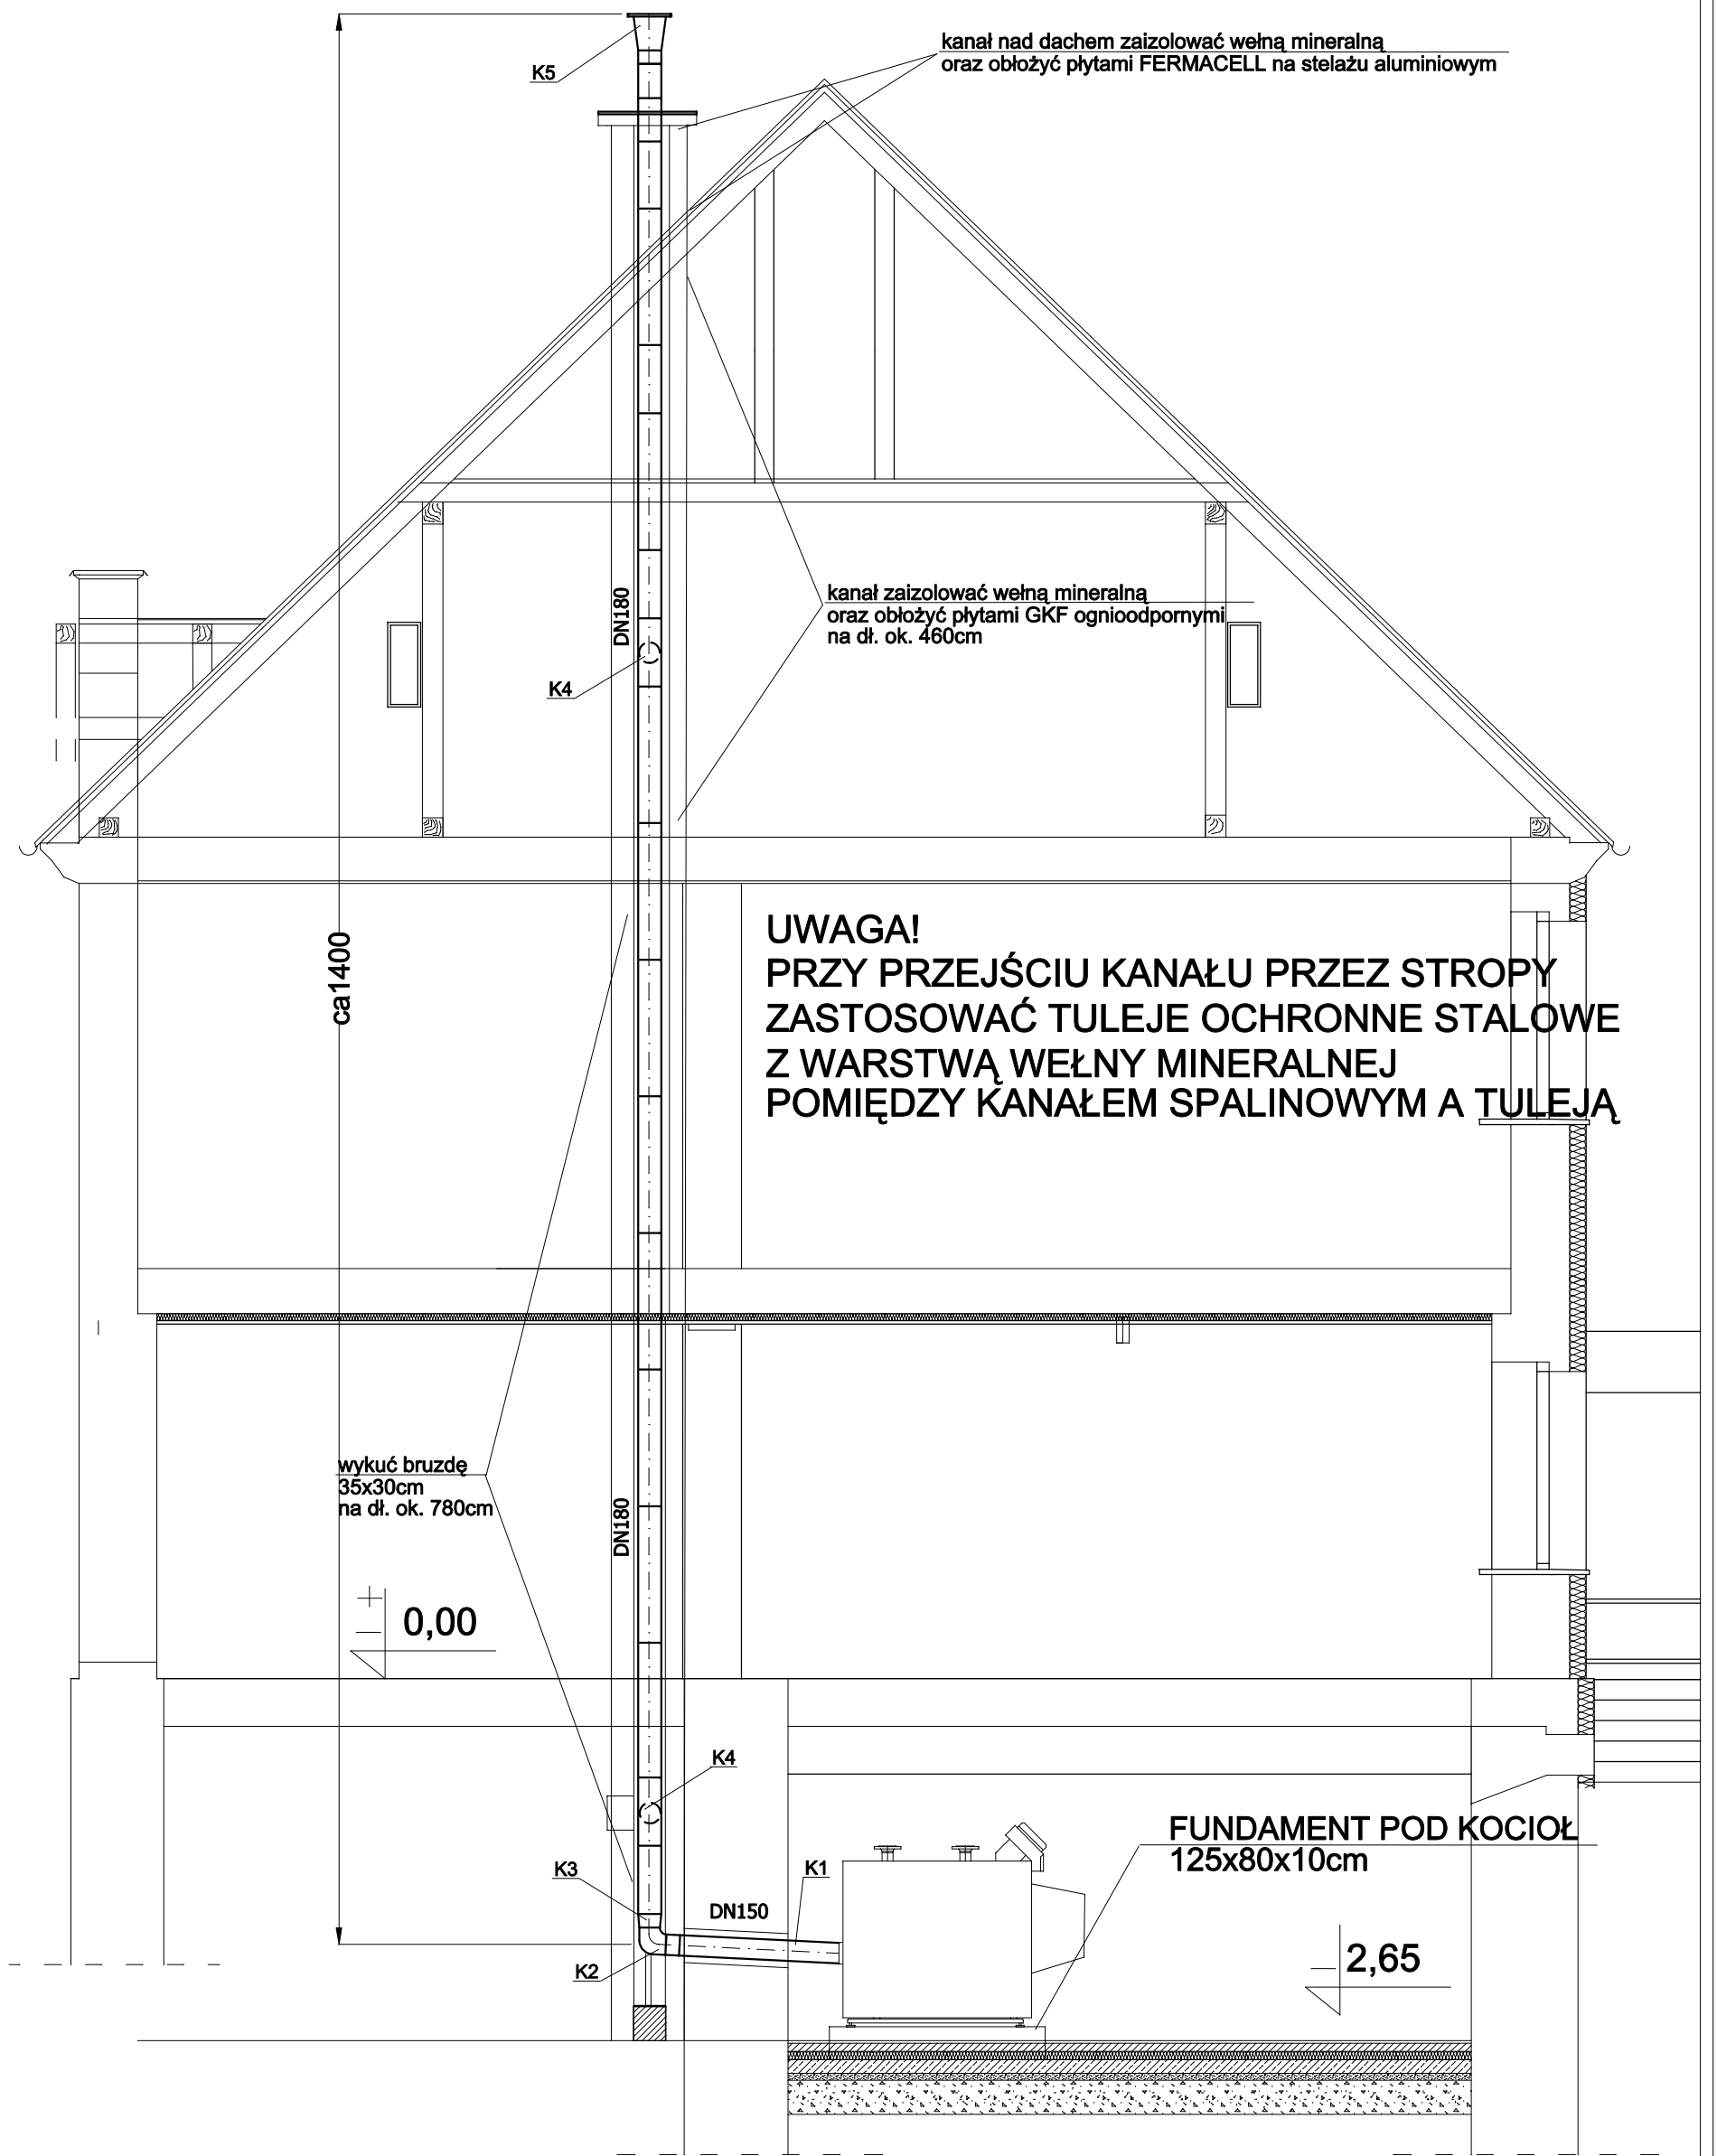 kanał nad dachem zaizolować wełną mineralną
oraz obłożyć płytami FERMACELL na stelażu aluminiowym
K5
kanał zaizolować wełną mineralną
oraz obłożyć płytami GKF ognioodpornymi
na dł. ok. 460cm
DN180
K4
UWAGA!
PRZY PRZEJŚCIU KANAŁU PRZEZ STROPY
ZASTOSOWAĆ TULEJE OCHRONNE STALOWE
Z WARSTWĄ WEŁNY MINERALNEJ
POMIĘDZY KANAŁEM SPALINOWYM A TULEJĄ
ca1400
wykuć bruzdę
35x30cm
na dł. ok. 780cm
DN180
± 0,00
K4
FUNDAMENT POD KOCIOŁ
125x80x10cm
K3
K1
DN150
K2
− 2,65